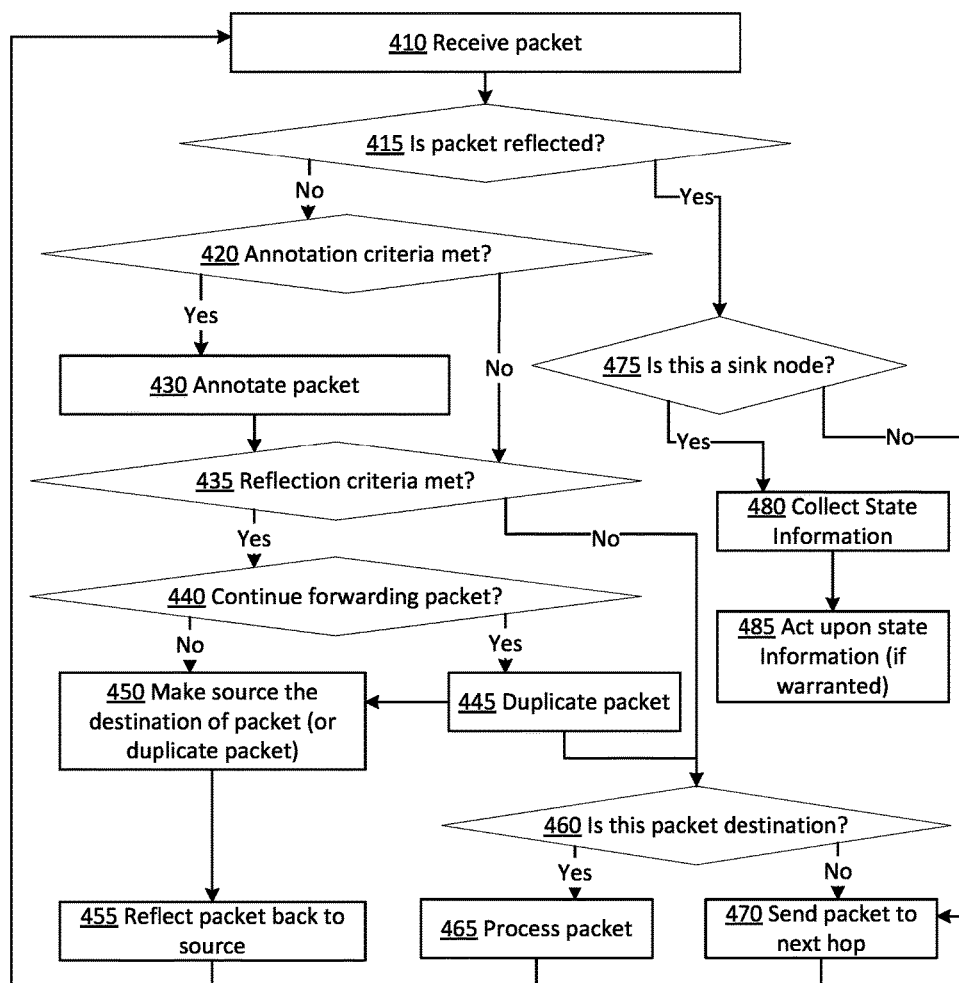 410 Receive packet
415 Is packet reflected?
No
Yes
420 Annotation criteria met?
Yes
No
475 Is this a sink node?
430 Annotate packet
Yes
No
435 Reflection criteria met?
480 Collect State
Information
Yes
No
440 Continue forwarding packet?
485 Act upon state
Information (if
warranted)
No
Yes
450 Make source the
destination of packet (or
duplicate packet)
445 Duplicate packet
460 Is this packet destination?
Yes
No
455 Reflect packet back to
source
465 Process packet
470 Send packet to
next hop